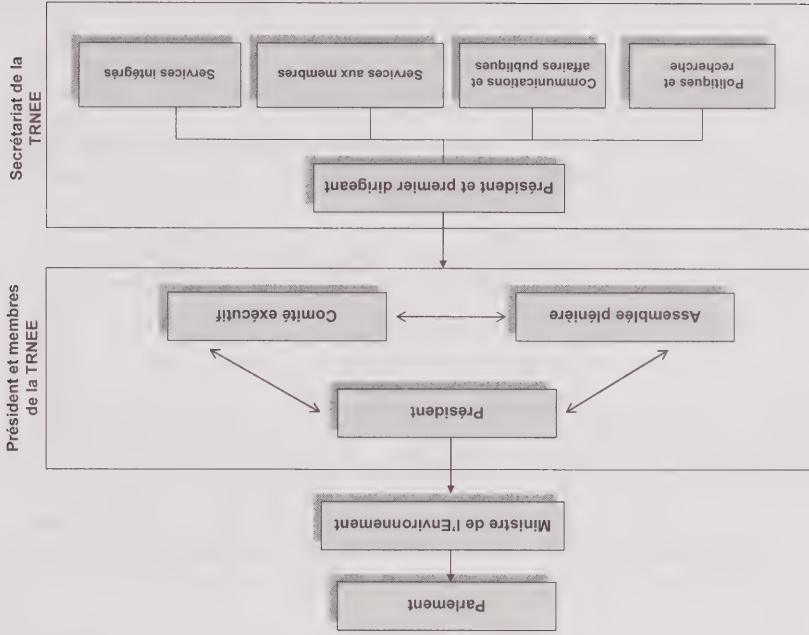 Parlement
Ministre de l'Environnement
Président et membres
de la TRNEE
Président
Assemblée plénière
Comité exécutif
Secrétariat de la
TRNEE
Président et premier dirigeant
Politiques et
recherche
Communications et
affaires publiques
Services aux membres
Services intégrés